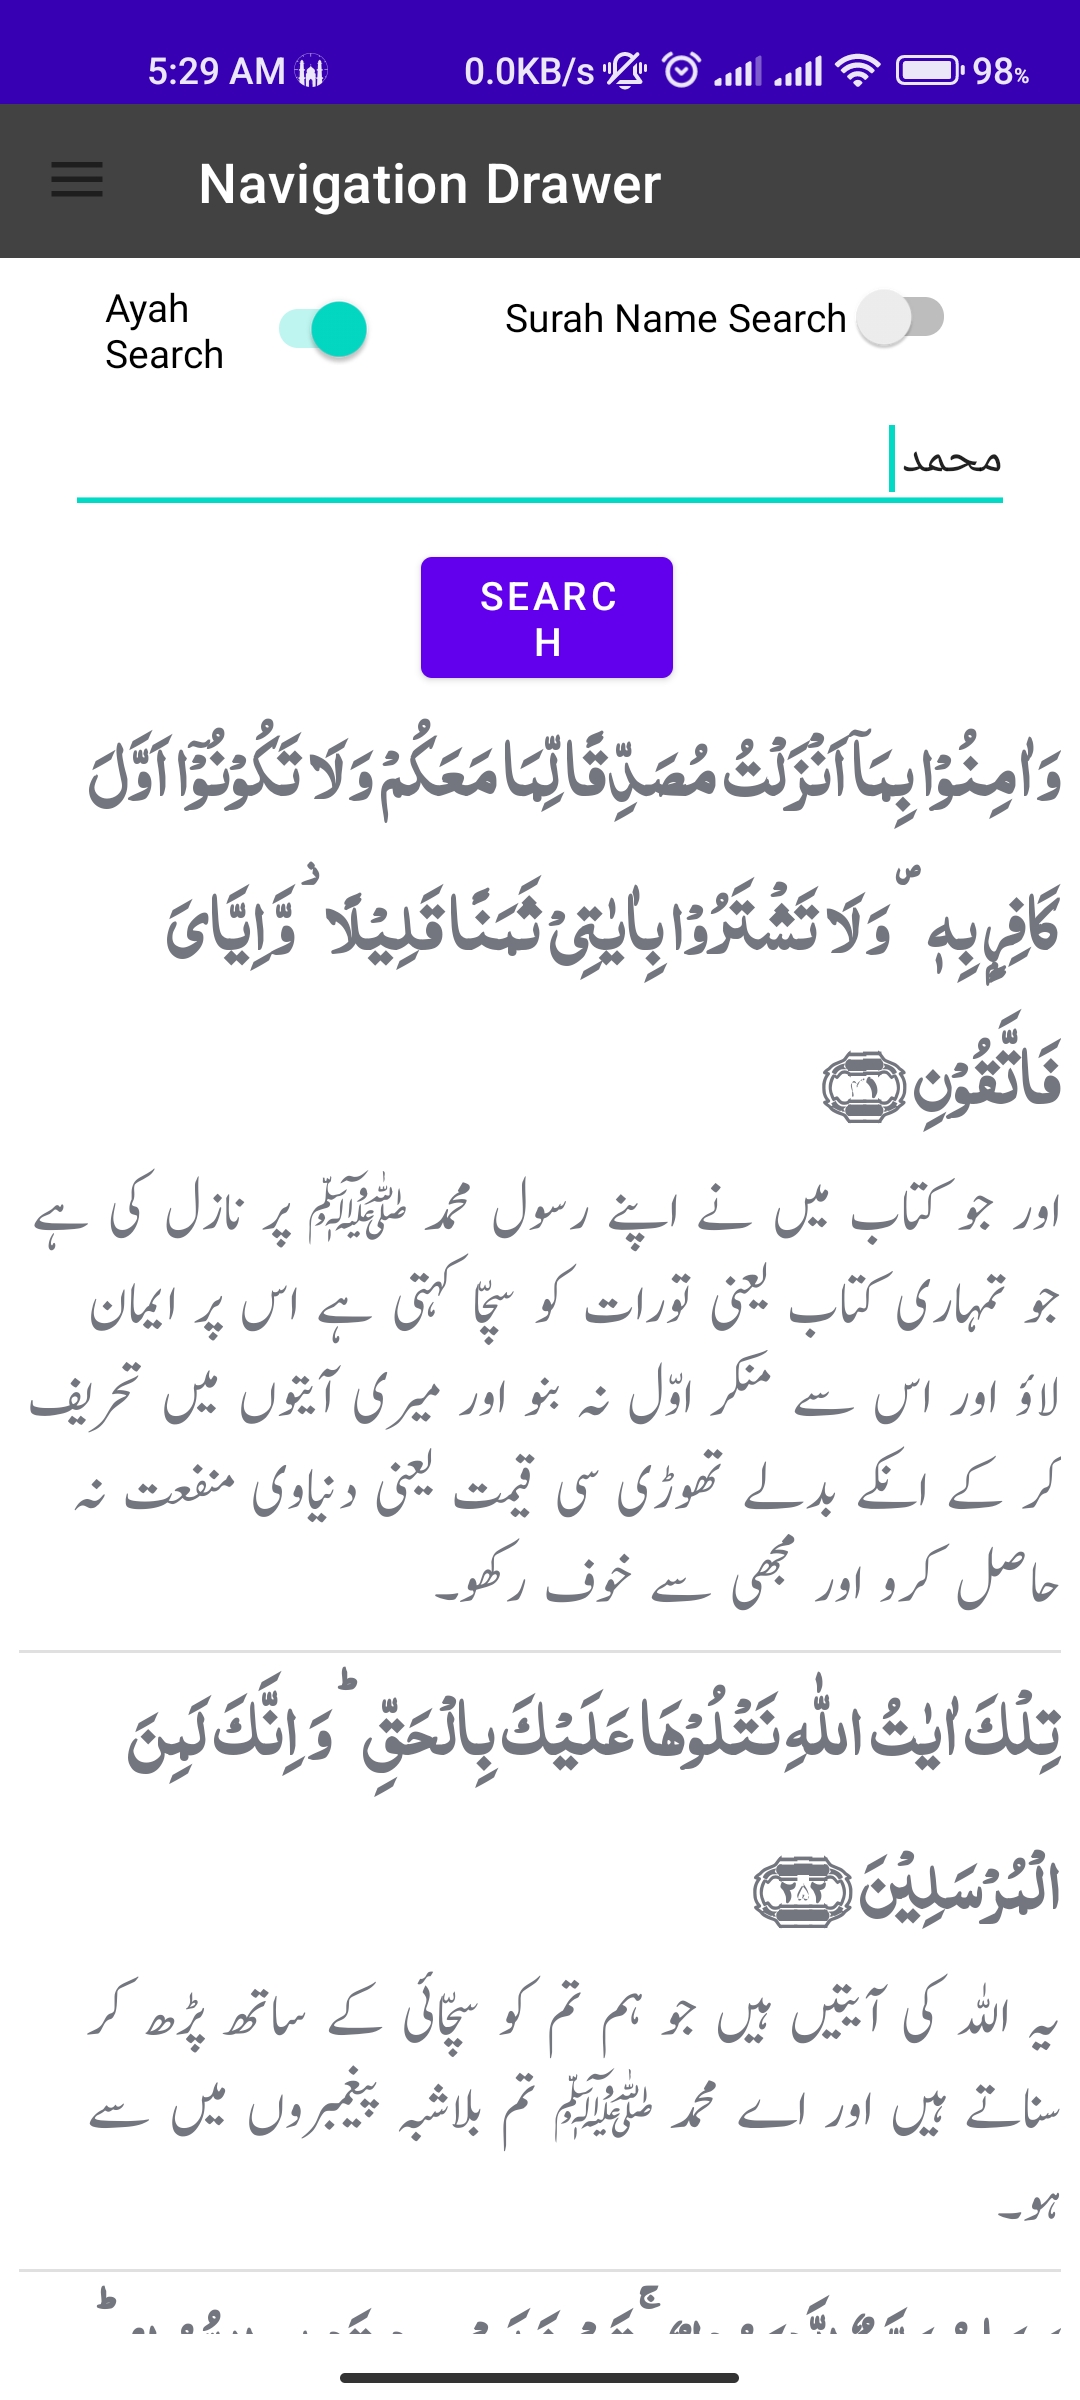 5:29 AM 0.0KB/s 98%
Navigation Drawer
Ayah
Search
Surah Name Search
محمد
SEARC
H
وَاٰمِنُوۡا بِمَآ اَنۡزَلۡتُ مُصَدِّقًا لِّمَا مَعَكُمۡ وَلَا تَكُوۡنُوۡٓا اَوَّلَ
كَافِرٍۭ بِهٖ ۖ وَلَا تَشۡتَرُوۡا بِاٰيٰتِىۡ ثَمَنًا قَلِيۡلًا ۚ وَّاِيَّاىَ
فَاتَّقُوۡنِ ۴۱
اور جو کتاب میں نے اپنے رسول محمد ﷺ پر نازل کی ہے
جو تمہاری کتاب یعنی تورات کو سچّا کہتی ہے اس پر ایمان
لاؤ اور اس سے منکر اوّل نہ بنو اور میری آیتوں میں تحریف
کر کے انکے بدلے تھوڑی سی قیمت یعنی دنیاوی منفعت نہ
حاصل کرو اور مجھی سے خوف رکھو۔
تِلۡكَ اٰيٰتُ اللّٰهِ نَتۡلُوۡهَا عَلَيۡكَ بِالۡحَـقِّ‌ؕ وَاِنَّكَ لَمِنَ
الۡمُرۡسَلِيۡنَ ۲۵۲
یہ اللہ کی آیتیں ہیں جو ہم تم کو سچّائی کے ساتھ پڑھ کر
سناتے ہیں اور اے محمد ﷺ تم بلاشبہ پیغمبروں میں سے
ہو۔